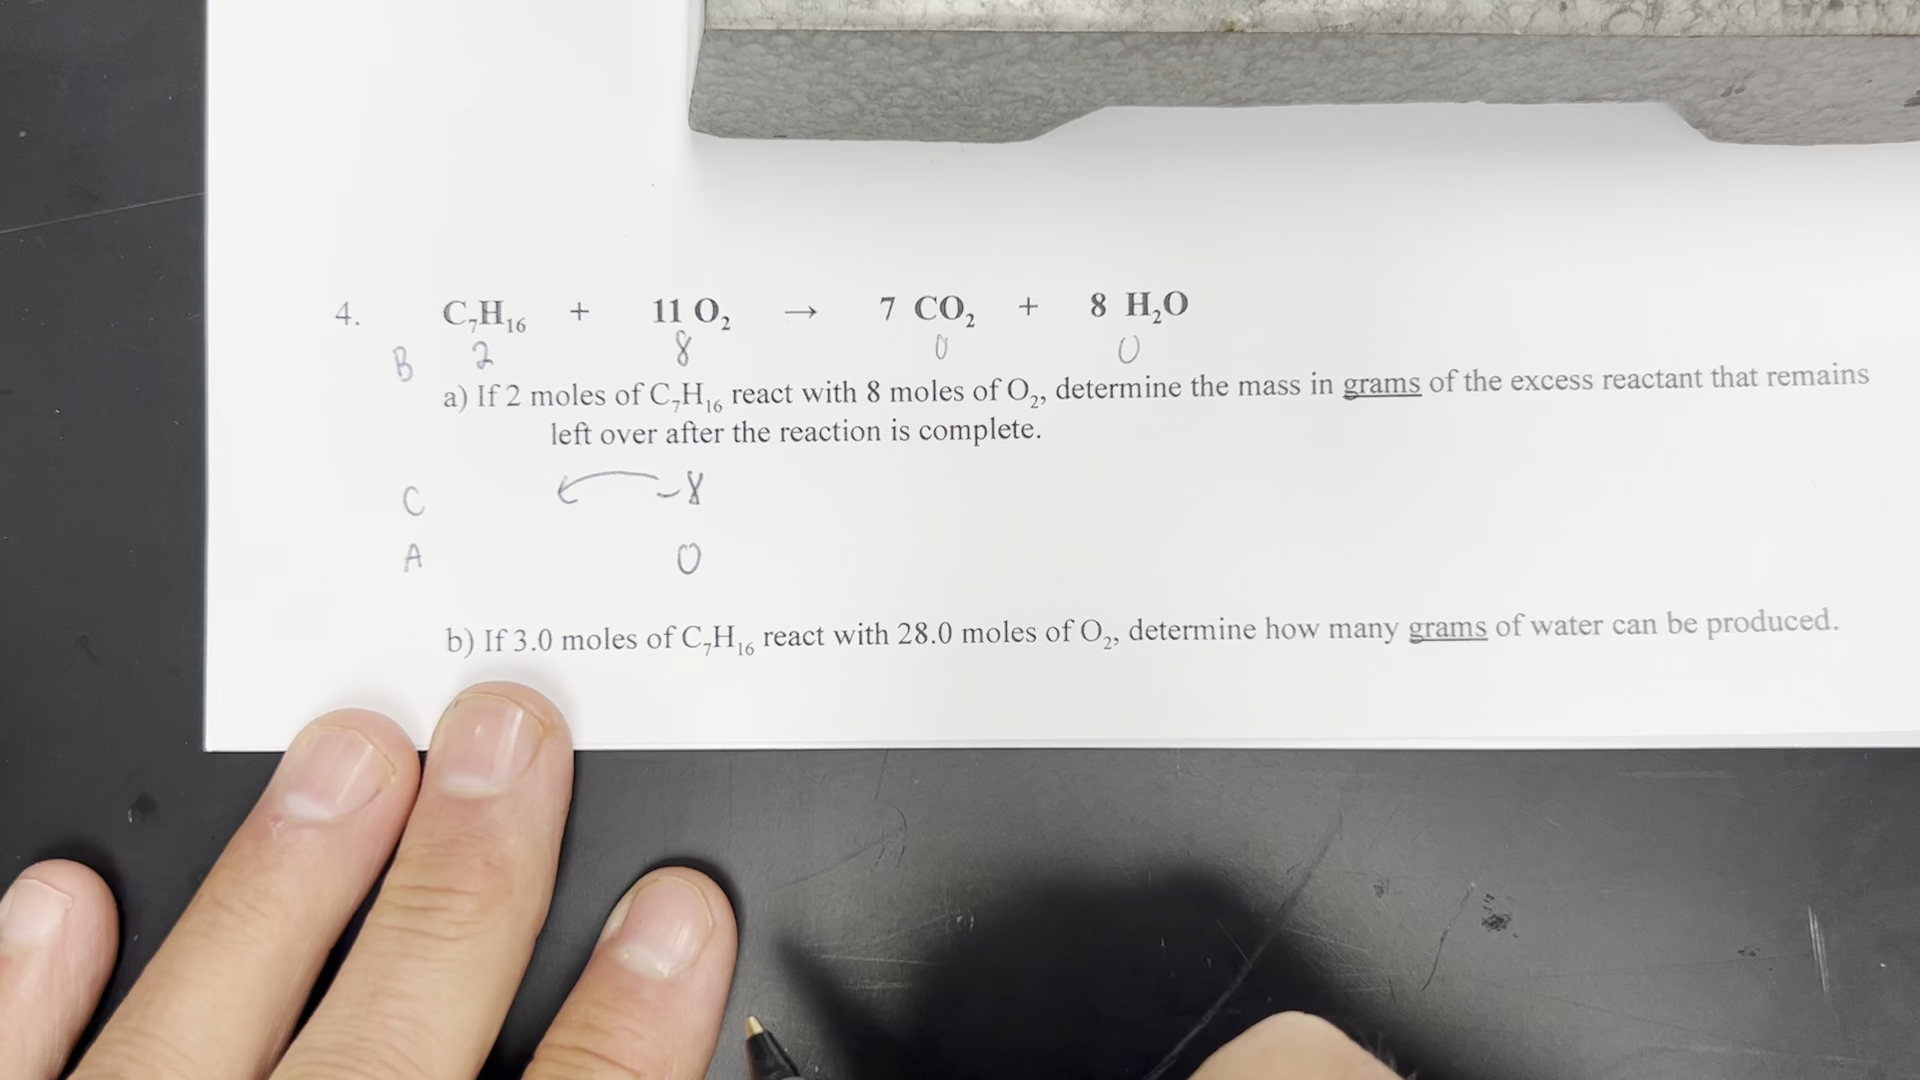 4. C₇H₁₆ + 11 O₂ → 7 CO₂ + 8 H₂O
B 2 8 0 0
a) If 2 moles of C₇H₁₆ react with 8 moles of O₂, determine the mass in grams of the excess reactant that remains
left over after the reaction is complete.
C ← -8
A 0
b) If 3.0 moles of C₇H₁₆ react with 28.0 moles of O₂, determine how many grams of water can be produced.